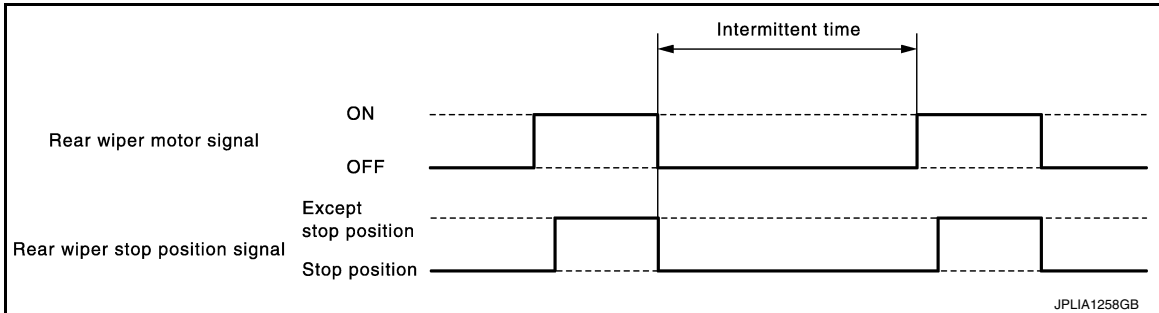 Intermittent time
ON
Rear wiper motor signal
OFF
Except
stop position
Rear wiper stop position signal
Stop position
JPLIA1258GB